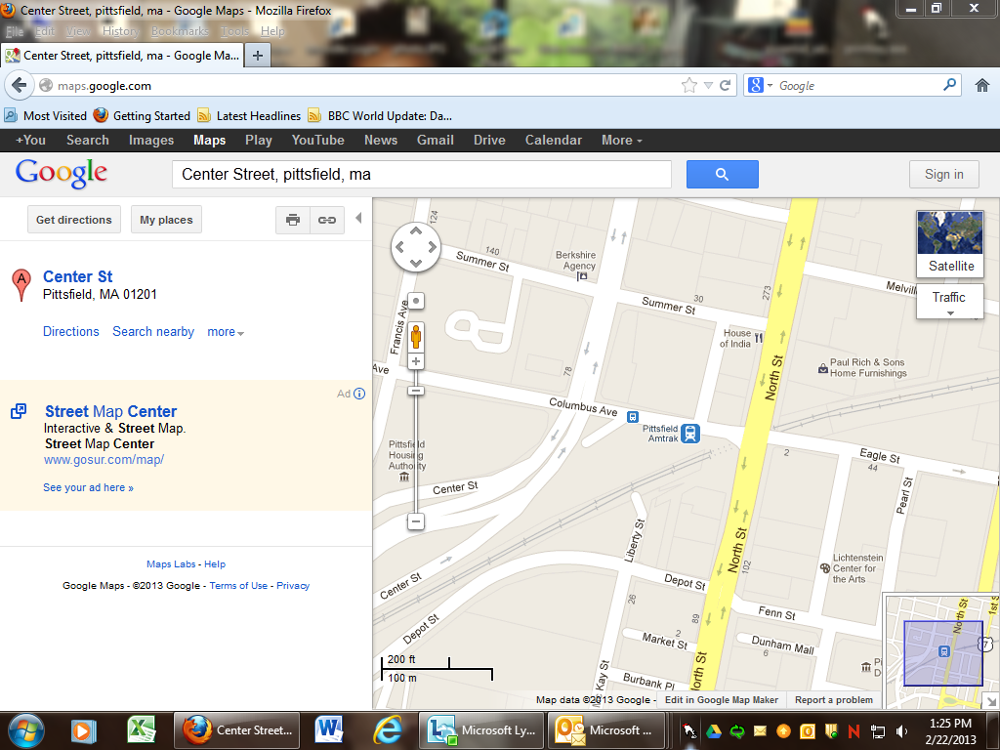 Center Street, pittsfield, ma - Google Maps - Mozilla Firefox
File Edit View History Bookmarks Tools Help
Center Street, pittsfield, ma - Google Ma...
maps.google.com
Google
Most Visited Getting Started Latest Headlines BBC World Update: Da...
+You Search Images Maps Play YouTube News Gmail Drive Calendar More
Google
Center Street, pittsfield, ma
Sign in
Get directions My places
A
Center St
Pittsfield, MA 01201
Directions Search nearby more
Ad
Street Map Center
Interactive & Street Map.
Street Map Center
www.gosur.com/map/
See your ad here »
Maps Labs - Help
Google Maps - ©2013 Google - Terms of Use - Privacy
124
140
Summer St
Berkshire
Agency
Satellite
Traffic
Melvill
273
30
Summer St
House
of India
Francis Ave
78
North St
Paul Rich & Sons
Home Furnishings
Ave
Columbus Ave
Pittsfield
Amtrak
Pittsfield
Housing
Authority
2
Eagle St
44
Center St
Pearl St
Liberty St
North St
102
Lichtenstein
Center for
the Arts
Center St
Depot St
26
Fenn St
89
Depot St
2
Market St
Dunham Mall
6
North St
Kay St
Burbank Pl
Pi
D
North St
1st S
7
200 ft
100 m
Map data ©2013 Google - Edit in Google Map Maker Report a problem
Center Street... Microsoft Ly... Microsoft ...
1:25 PM
2/22/2013